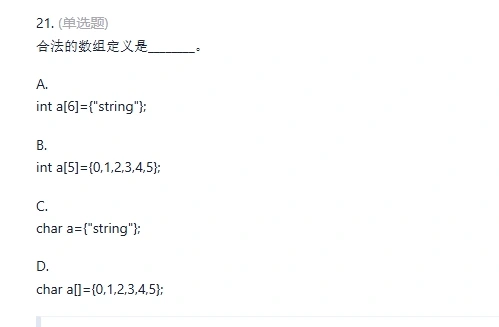 21. (单选题)
合法的数组定义是________。
A.
int a[6]={"string"};
B.
int a[5]={0,1,2,3,4,5};
C.
char a={"string"};
D.
char a[]={0,1,2,3,4,5};